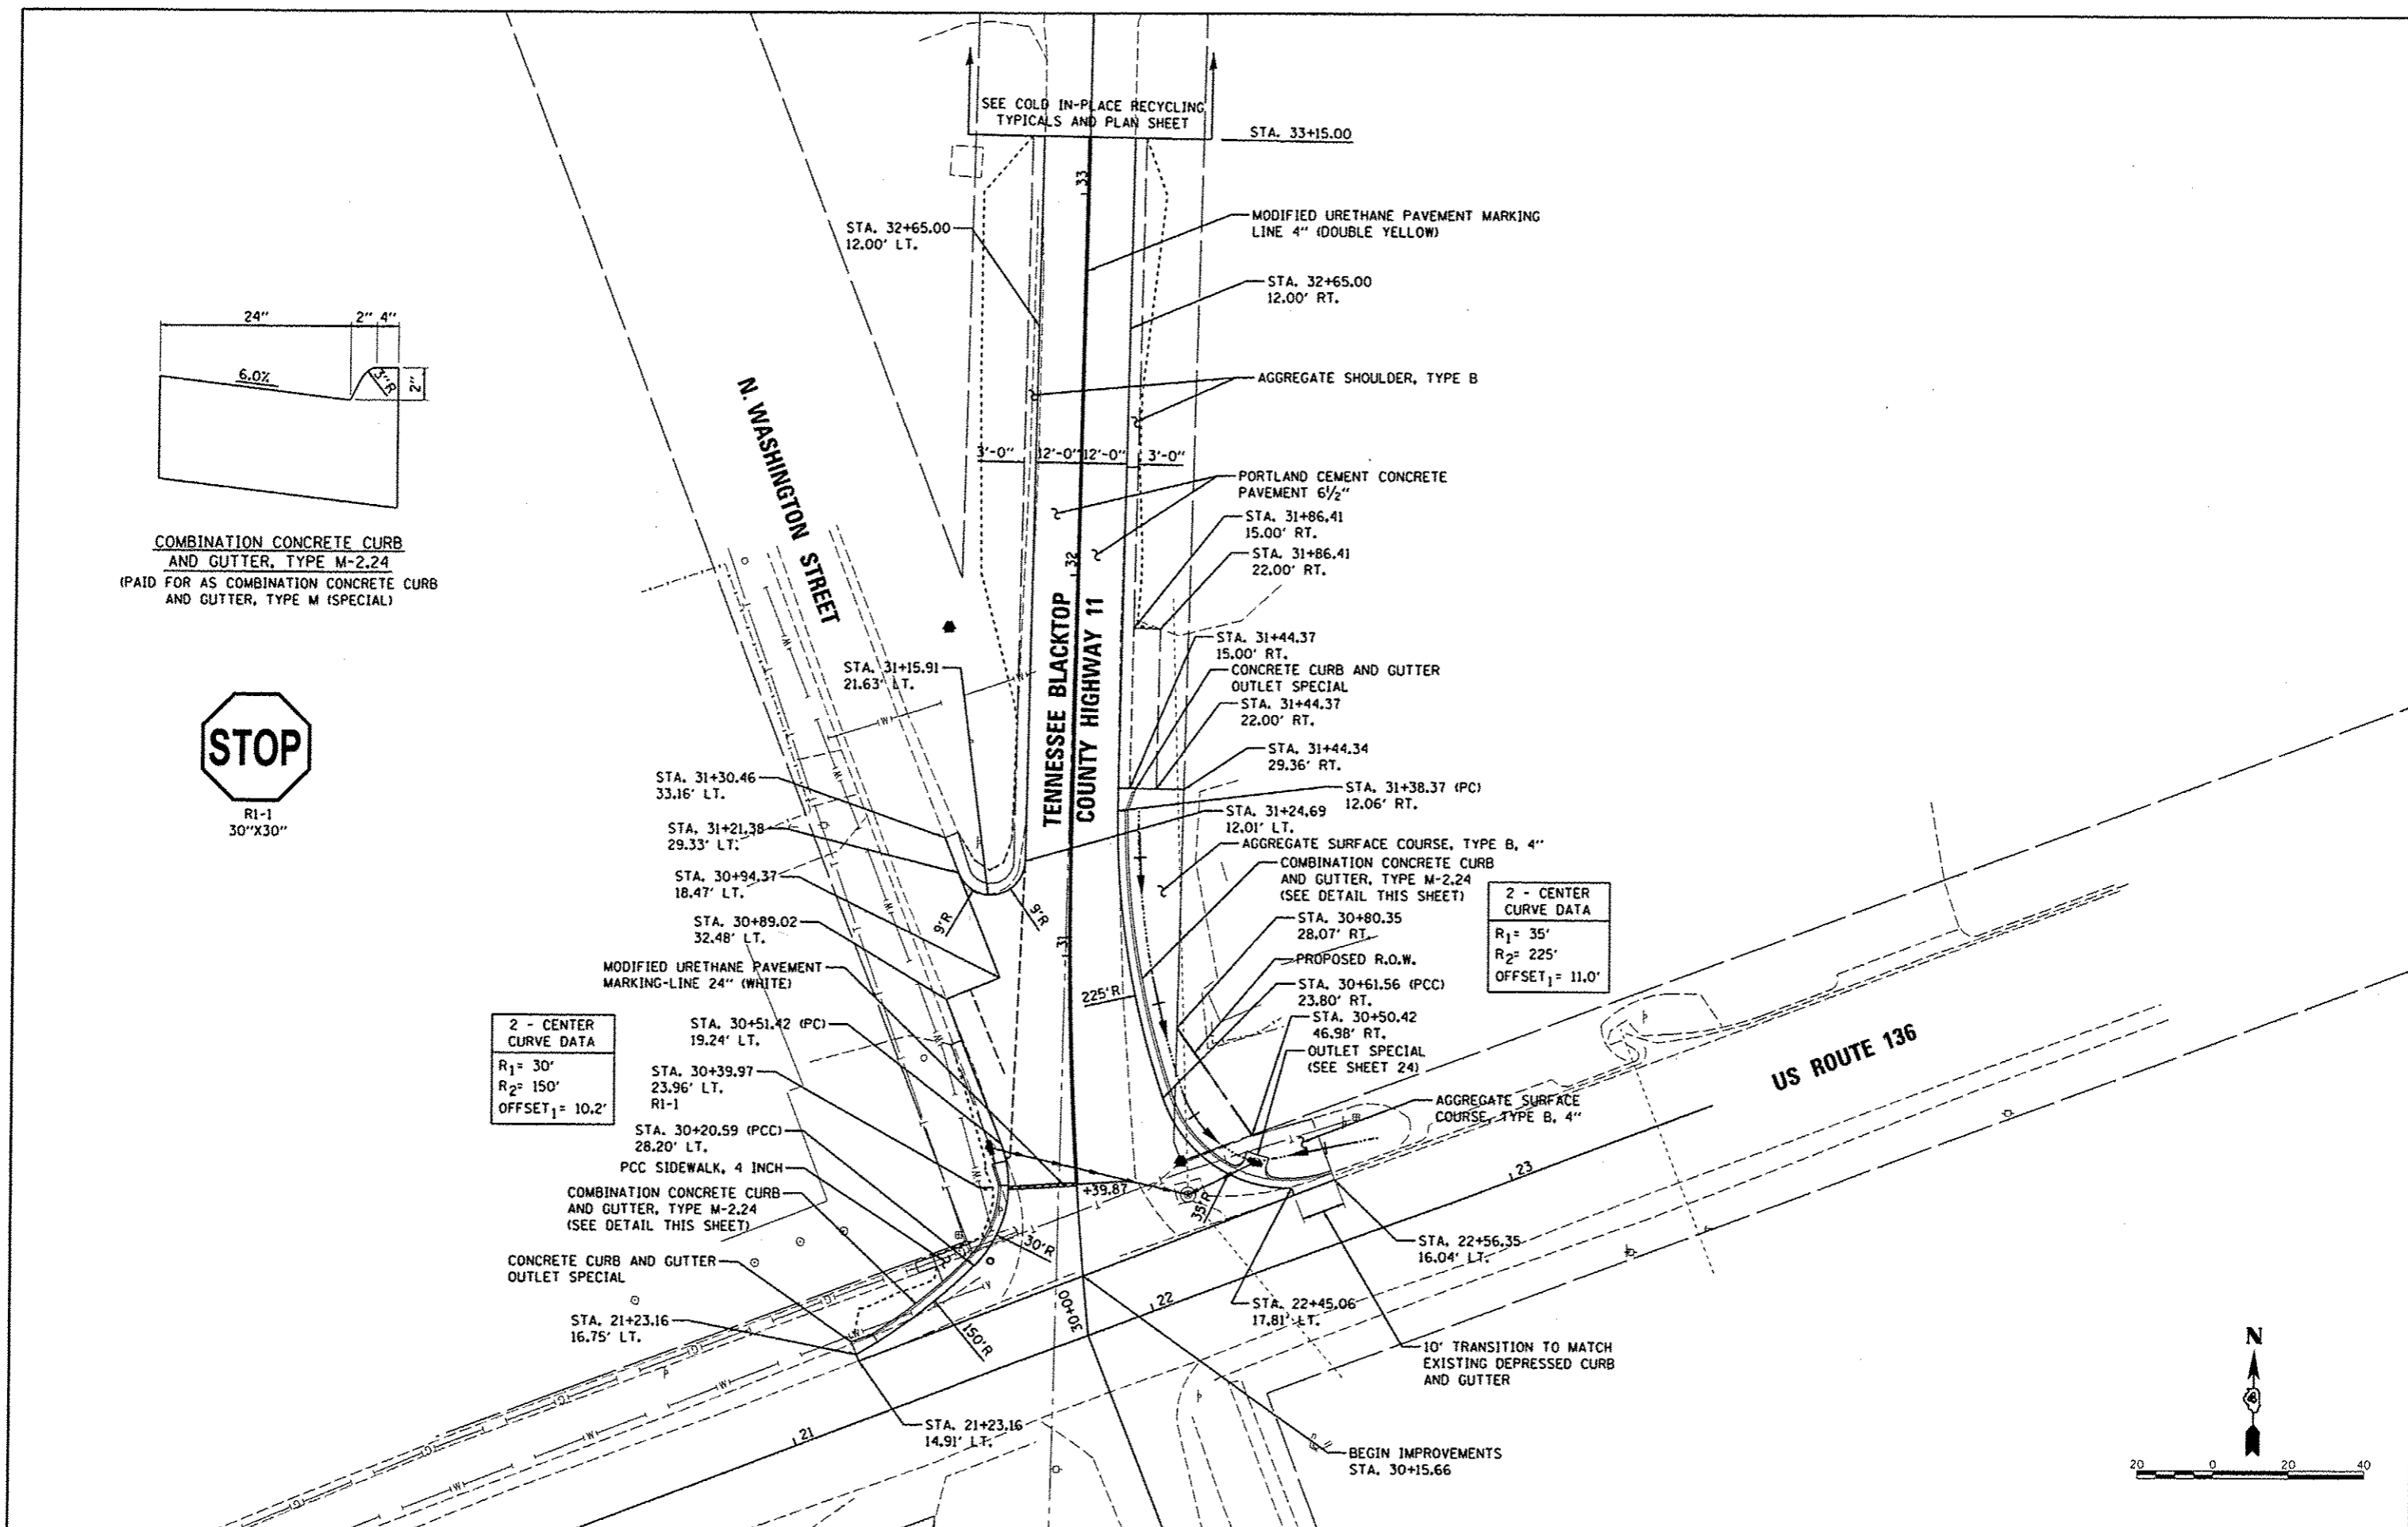 SEE COLD IN-PLACE RECYCLING
TYPICALS AND PLAN SHEET
STA. 33+15.00
33
STA. 32+65.00
12.00' LT.
MODIFIED URETHANE PAVEMENT MARKING
LINE 4" (DOUBLE YELLOW)
STA. 32+65.00
12.00' RT.
24"
2"
4"
6.0%
3"R
2"
COMBINATION CONCRETE CURB
AND GUTTER, TYPE M-2.24
(PAID FOR AS COMBINATION CONCRETE CURB
AND GUTTER, TYPE M (SPECIAL)
STOP
R1-1
30"X30"
N. WASHINGTON STREET
AGGREGATE SHOULDER, TYPE B
3'-0"
12'-0"
12'-0"
3'-0"
PORTLAND CEMENT CONCRETE
PAVEMENT 6 1/2"
STA. 31+86.41
15.00' RT.
STA. 31+86.41
22.00' RT.
32
TENNESSEE BLACKTOP
COUNTY HIGHWAY 11
STA. 31+15.91
21.63' LT.
STA. 31+44.37
15.00' RT.
CONCRETE CURB AND GUTTER
OUTLET SPECIAL
STA. 31+44.37
22.00' RT.
STA. 31+44.34
29.36' RT.
STA. 31+38.37 (PC)
12.06' RT.
STA. 31+24.69
12.01' LT.
AGGREGATE SURFACE COURSE, TYPE B, 4"
COMBINATION CONCRETE CURB
AND GUTTER, TYPE M-2.24
(SEE DETAIL THIS SHEET)
2 - CENTER
CURVE DATA
R1= 35'
R2= 225'
OFFSET1= 11.0'
STA. 31+30.46
33.16' LT.
STA. 31+21.38
29.33' LT.
STA. 30+94.37
18.47' LT.
9'R
9'R
STA. 30+89.02
32.48' LT.
31
MODIFIED URETHANE PAVEMENT
MARKING-LINE 24" (WHITE)
225'R
STA. 30+80.35
28.07' RT.
PROPOSED R.O.W.
STA. 30+61.56 (PCC)
23.80' RT.
STA. 30+50.42
46.98' RT.
OUTLET SPECIAL
(SEE SHEET 24)
AGGREGATE SURFACE
COURSE, TYPE B, 4"
US ROUTE 136
2 - CENTER
CURVE DATA
R1= 30'
R2= 150'
OFFSET1= 10.2'
STA. 30+51.42 (PC)
19.24' LT.
STA. 30+39.97
23.96' LT.
R1-1
STA. 30+20.59 (PCC)
28.20' LT.
PCC SIDEWALK, 4 INCH
COMBINATION CONCRETE CURB
AND GUTTER, TYPE M-2.24
(SEE DETAIL THIS SHEET)
CONCRETE CURB AND GUTTER
OUTLET SPECIAL
STA. 21+23.16
16.75' LT.
+39.87
35'R
30'R
150'R
30+00
23
22
21
STA. 22+56.35
16.04' LT.
STA. 22+45.06
17.81' LT.
10' TRANSITION TO MATCH
EXISTING DEPRESSED CURB
AND GUTTER
STA. 21+23.16
14.91' LT.
BEGIN IMPROVEMENTS
STA. 30+15.66
N
20 0 20 40